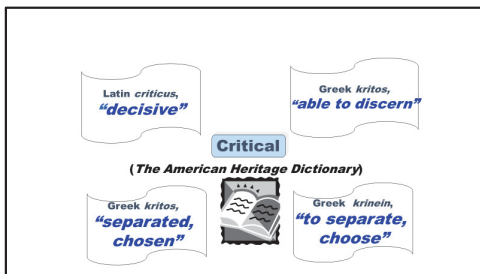 Latin criticus,
“decisive”
Greek kritos,
“able to discern”
Critical
(The American Heritage Dictionary)
Greek kritos,
“separated,
chosen”
Greek krinein,
“to separate,
choose”